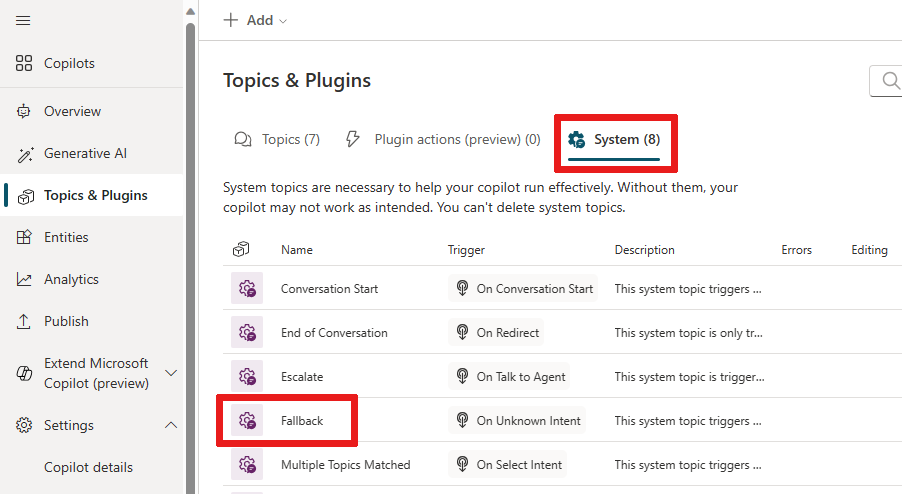 Add
Copilots
Overview
Generative AI
Topics & Plugins
Entities
Analytics
Publish
Extend Microsoft
Copilot (preview)
Settings
Copilot details
Topics & Plugins
Topics (7)
Plugin actions (preview) (0)
System (8)
System topics are necessary to help your copilot run effectively. Without them, your
copilot may not work as intended. You can't delete system topics.
Name Trigger Description Errors Editing
Conversation Start On Conversation Start This system topic triggers ...
End of Conversation On Redirect This system topic is only tr...
Escalate On Talk to Agent This system topic is trigger...
Fallback On Unknown Intent This system topic triggers ...
Multiple Topics Matched On Select Intent This system topic triggers ...